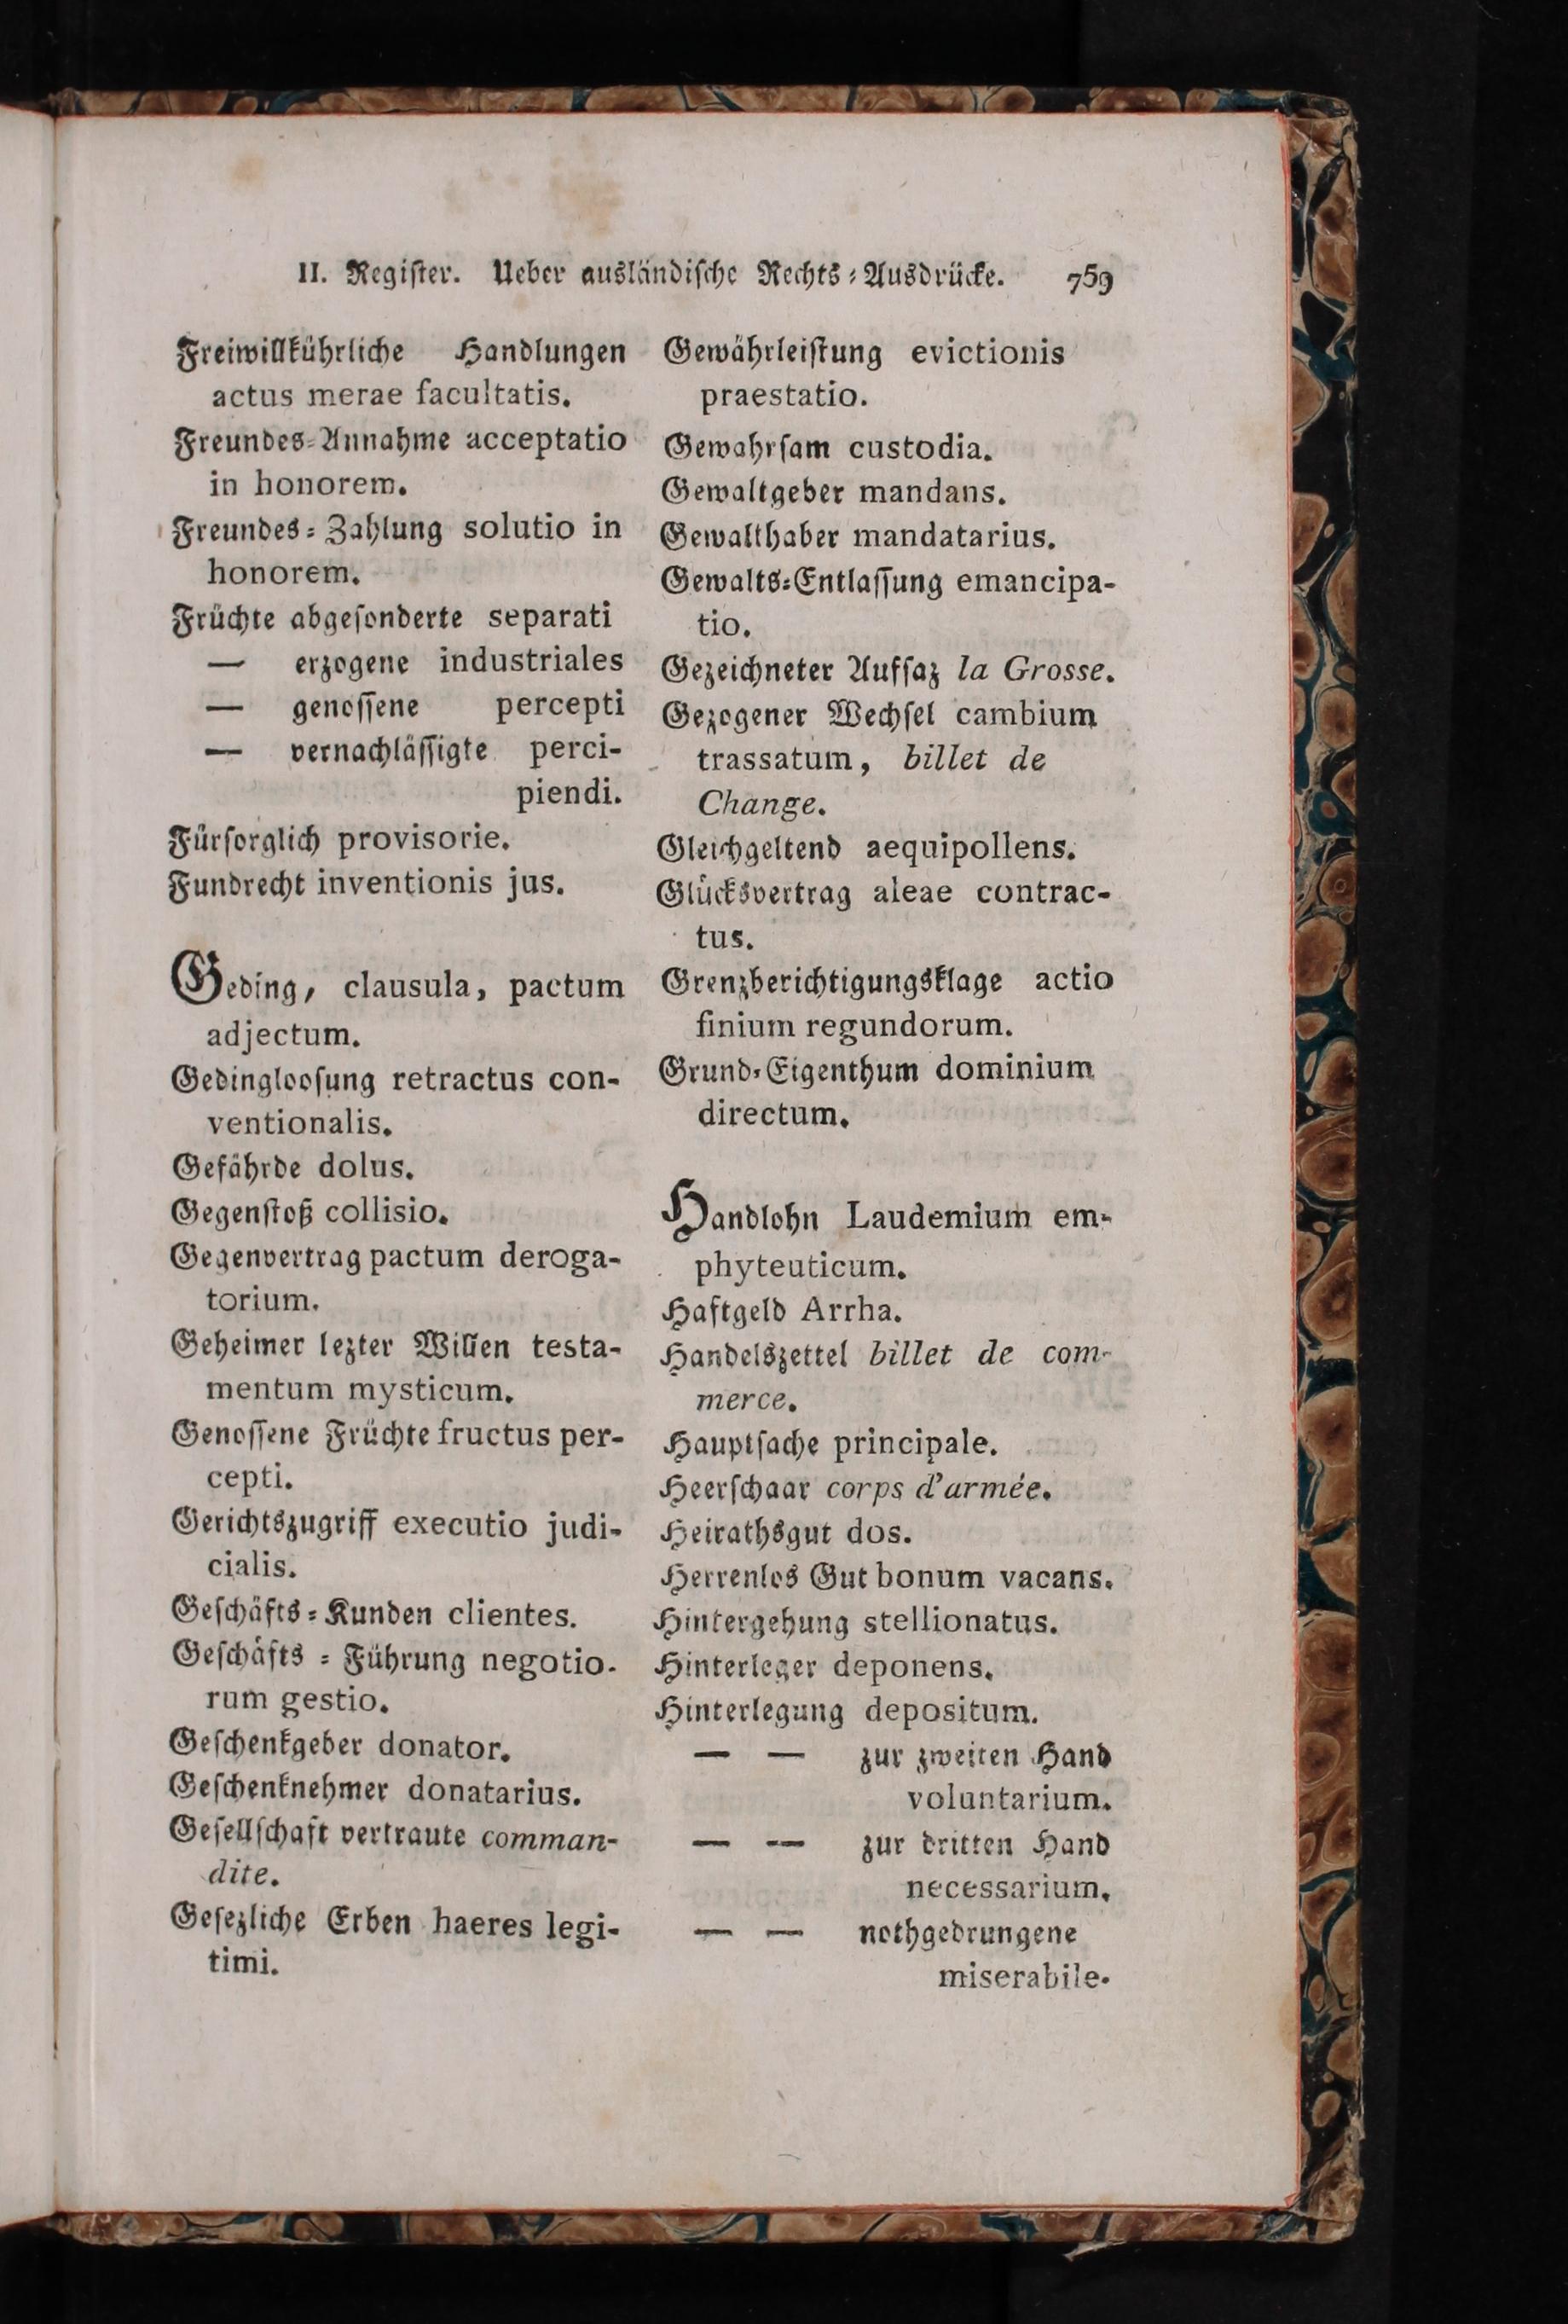 II. Register. Ueber ausländische Rechts-Ausdrücke. 759
Freiwillkührliche Handlungen
actus merae facultatis.
Freundes-Annahme acceptatio
in honorem.
Freundes-Zahlung solutio in
honorem.
Früchte abgesonderte separati
— erzogene industriales
— genossene percepti
— vernachlässigte perci-
piendi.
Fürsorglich provisorie.
Fundrecht inventionis jus.
Geding, clausula, pactum
adjectum.
Gedingloosung retractus con-
ventionalis.
Gefährde dolus.
Gegenstoß collisio.
Gegenvertrag pactum deroga-
torium.
Geheimer lezter Willen testa-
mentum mysticum.
Genossene Früchte fructus per-
cepti.
Gerichtszugriff executio judi-
cialis.
Geschäfts-Kunden clientes.
Geschäfts-Führung negotio-
rum gestio.
Geschenkgeber donator.
Geschenknehmer donatarius.
Gesellschaft vertraute comman-
dite.
Gesezliche Erben haeres legi-
timi.
Gewährleistung evictionis
praestatio.
Gewahrsam custodia.
Gewaltgeber mandans.
Gewalthaber mandatarius.
Gewalts-Entlassung emancipa-
tio.
Gezeichneter Aufsaz la Grosse.
Gezogener Wechsel cambium
trassatum, billet de
Change.
Gleichgeltend aequipollens.
Glücksvertrag aleae contrac-
tus.
Grenzberichtigungsklage actio
finium regundorum.
Grund-Eigenthum dominium
directum.
Handlohn Laudemium em-
phyteuticum.
Haftgeld Arrha.
Handelszettel billet de com-
merce.
Hauptsache principale.
Heerschaar corps d'armée.
Heirathsgut dos.
Herrenlos Gut bonum vacans.
Hintergehung stellionatus.
Hinterleger deponens.
Hinterlegung depositum.
— — zur zweiten Hand
voluntarium.
— — zur dritten Hand
necessarium.
— — nothgedrungene
miserabile.